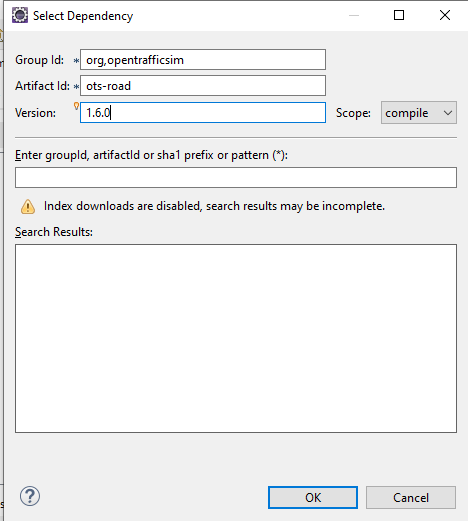 Select Dependency
Group Id: * org,opentrafficsim
Artifact Id: * ots-road
Version: 1.6.0 Scope: compile
Enter groupId, artifactId or sha1 prefix or pattern (*):
Index downloads are disabled, search results may be incomplete.
Search Results:
? OK Cancel